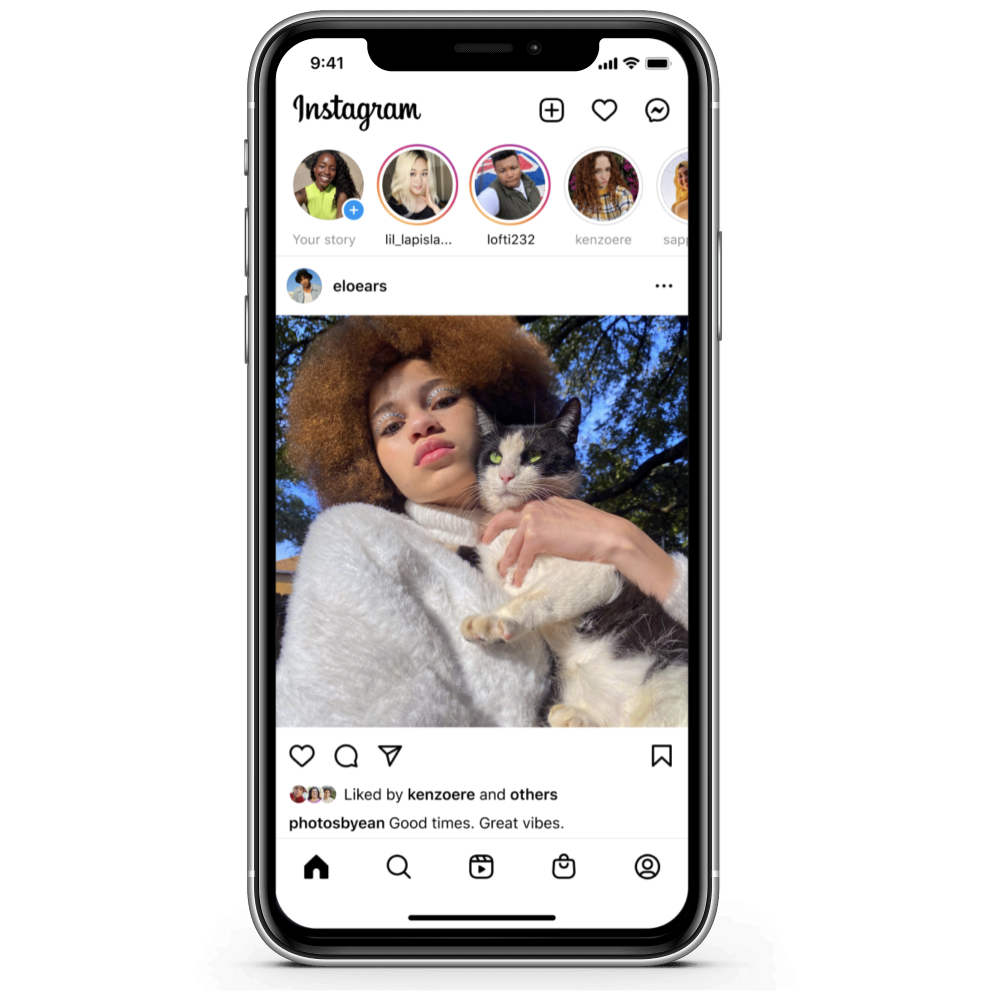 9:41
Instagram
Your story lil_lapisla... lofti232 kenzoere sapp
eloears
Liked by kenzoere and others
photosbyean Good times. Great vibes.